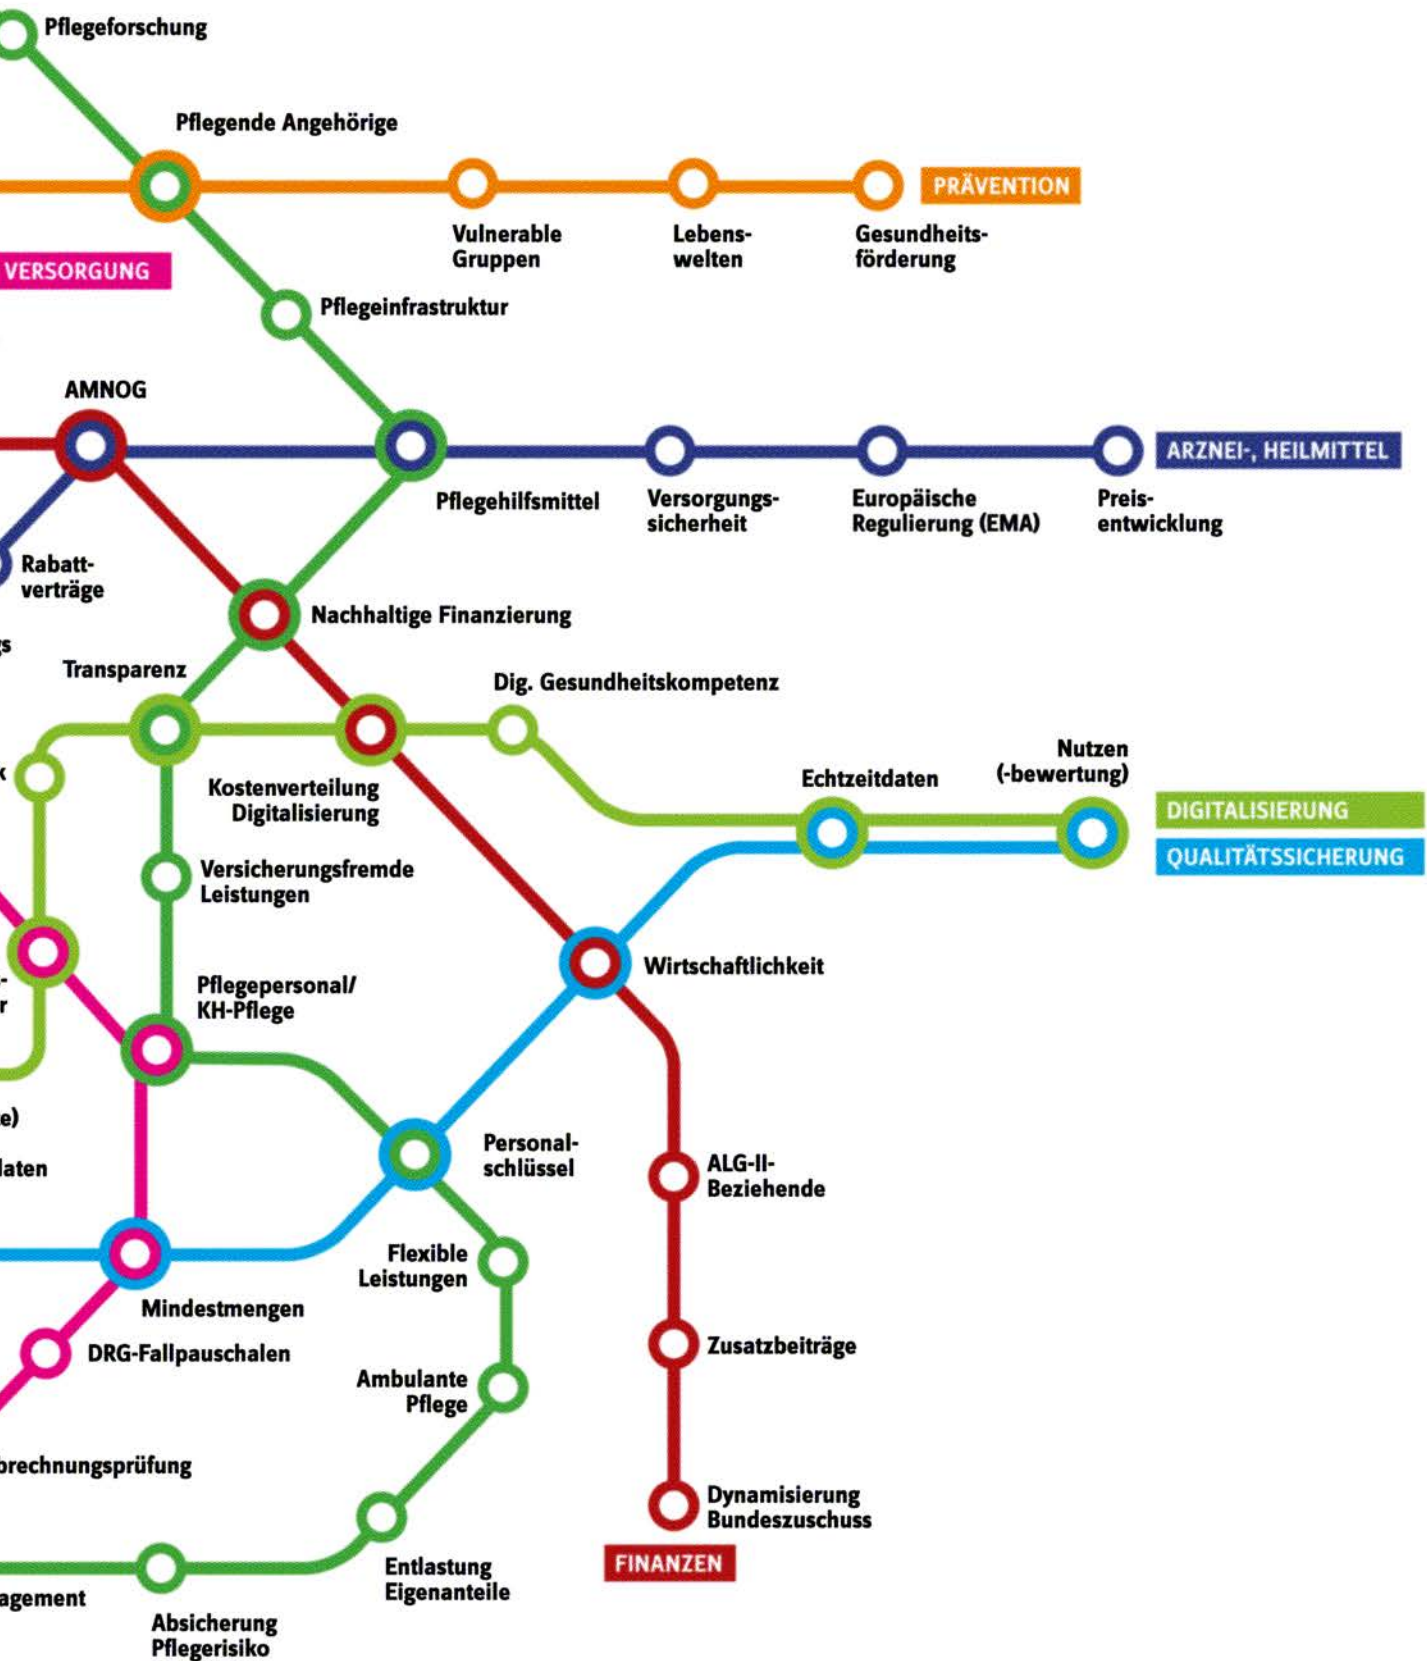 Pflegeforschung
Pflegende Angehörige
PRÄVENTION
Vulnerable
Gruppen
Lebens-
welten
Gesundheits-
förderung
VERSORGUNG
Pflegeinfrastruktur
AMNOG
ARZNEI-, HEILMITTEL
Pflegehilfsmittel
Versorgungs-
sicherheit
Europäische
Regulierung (EMA)
Preis-
entwicklung
Rabatt-
verträge
Nachhaltige Finanzierung
Transparenz
Dig. Gesundheitskompetenz
Kostenverteilung
Digitalisierung
Echtzeitdaten
Nutzen
(-bewertung)
DIGITALISIERUNG
QUALITÄTSSICHERUNG
Versicherungsfremde
Leistungen
Wirtschaftlichkeit
Pflegepersonal/
KH-Pflege
e)
daten
Personal-
schlüssel
ALG-II-
Beziehende
Flexible
Leistungen
Mindestmengen
DRG-Fallpauschalen
Zusatzbeiträge
Ambulante
Pflege
brechnungsprüfung
Dynamisierung
Bundeszuschuss
FINANZEN
Entlastung
Eigenanteile
agement
Absicherung
Pflegerisiko